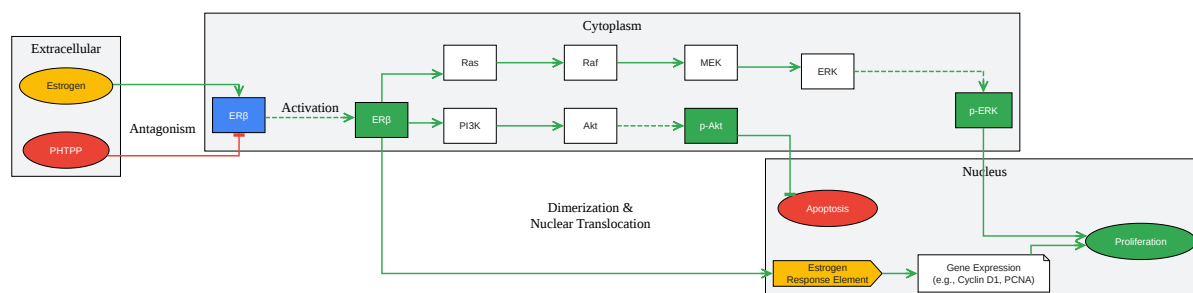 Cytoplasm
Extracellular
Estrogen
Antagonism
PHTPP
ERβ
Activation
ERβ
Ras
Raf
MEK
ERK
PI3K
Akt
p-Akt
p-ERK
Nucleus
Dimerization &
Nuclear Translocation
Apoptosis
Proliferation
Estrogen
Response Element
Gene Expression
(e.g., Cyclin D1, PCNA)